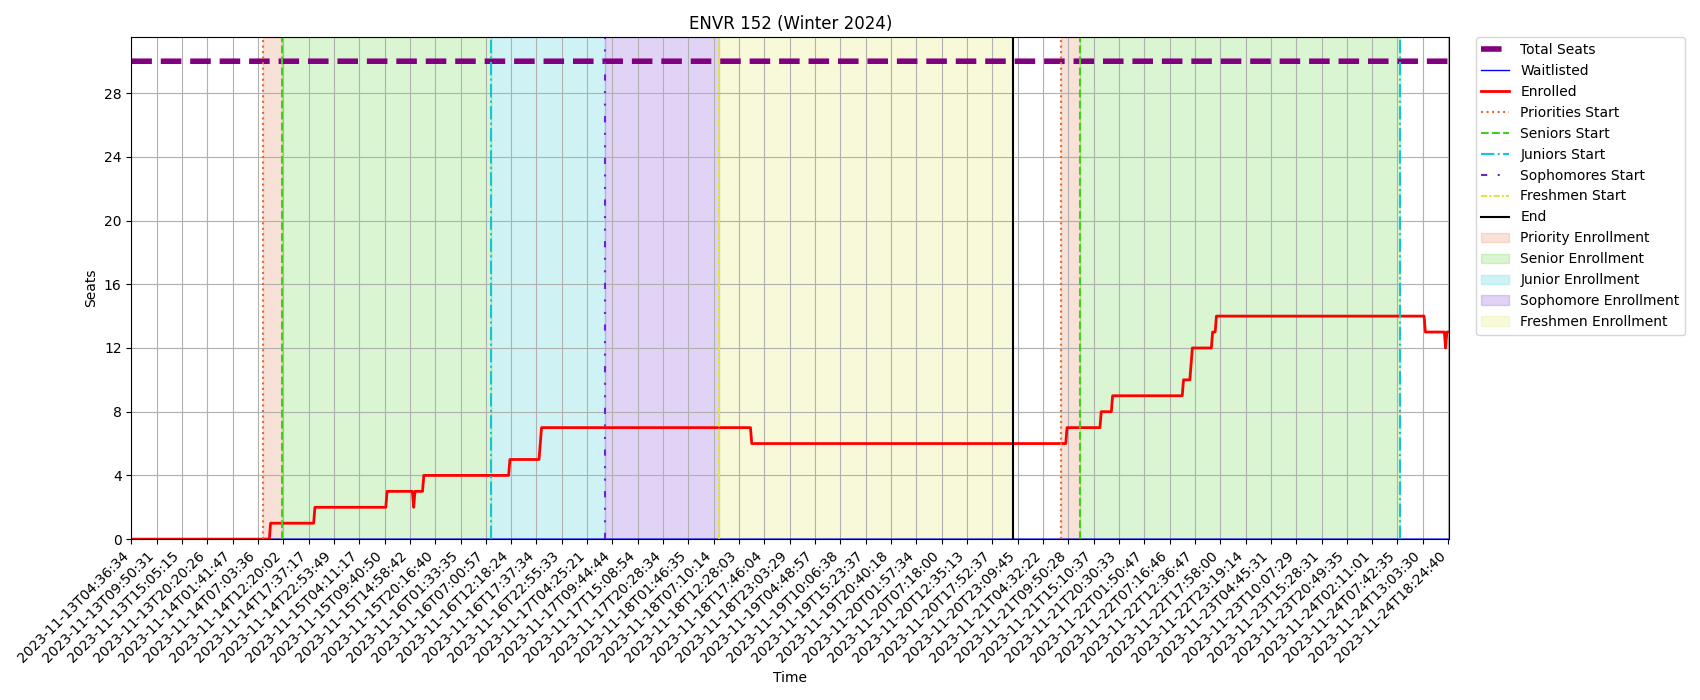 ENVR 152 (Winter 2024)
Seats
28
24
20
16
12
8
4
0
2023-11-13T04:36:34
2023-11-13T09:50:31
2023-11-13T15:05:15
2023-11-13T20:20:26
2023-11-14T01:41:47
2023-11-14T07:03:36
2023-11-14T12:20:02
2023-11-14T17:37:17
2023-11-14T22:53:49
2023-11-15T04:11:17
2023-11-15T09:40:50
2023-11-15T14:58:42
2023-11-15T20:16:40
2023-11-16T01:33:35
2023-11-16T07:00:57
2023-11-16T12:18:24
2023-11-16T17:37:34
2023-11-16T22:55:33
2023-11-17T04:25:21
2023-11-17T09:44:44
2023-11-17T15:08:54
2023-11-17T20:28:34
2023-11-18T01:46:35
2023-11-18T07:10:14
2023-11-18T12:28:03
2023-11-18T17:46:04
2023-11-18T23:03:29
2023-11-19T04:48:57
2023-11-19T10:06:38
2023-11-19T15:23:37
2023-11-19T20:40:18
2023-11-20T01:57:34
2023-11-20T07:18:00
2023-11-20T12:35:13
2023-11-20T17:52:37
2023-11-20T23:09:45
2023-11-21T04:32:22
2023-11-21T09:50:28
2023-11-21T15:10:37
2023-11-21T20:30:33
2023-11-22T01:50:47
2023-11-22T07:16:46
2023-11-22T12:36:47
2023-11-22T17:58:00
2023-11-22T23:19:14
2023-11-23T04:45:31
2023-11-23T10:07:29
2023-11-23T15:28:31
2023-11-23T20:49:35
2023-11-24T02:11:01
2023-11-24T07:42:35
2023-11-24T13:03:30
2023-11-24T18:24:40
Time
Total Seats
Waitlisted
Enrolled
Priorities Start
Seniors Start
Juniors Start
Sophomores Start
Freshmen Start
End
Priority Enrollment
Senior Enrollment
Junior Enrollment
Sophomore Enrollment
Freshmen Enrollment